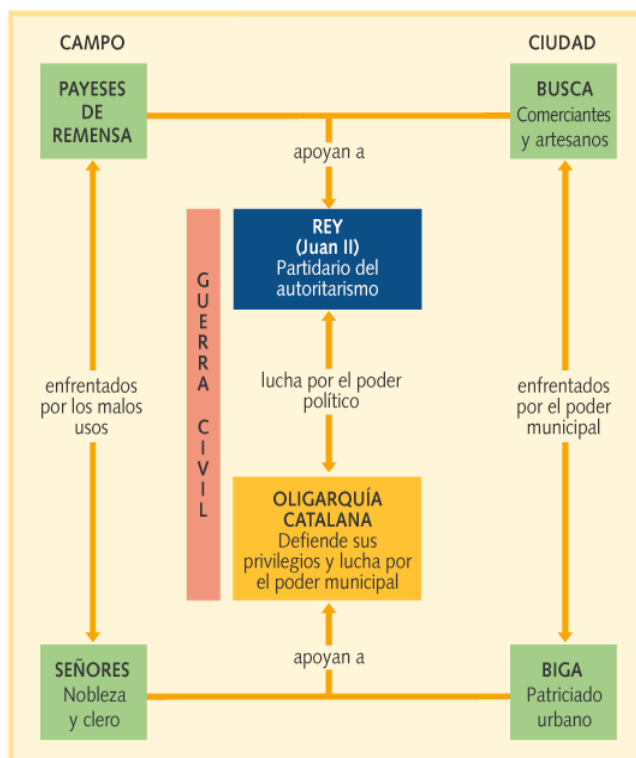 CAMPO
CIUDAD
PAYESES
DE
REMENSA
BUSCA
Comerciantes
y artesanos
apoyan a
REY
(Juan II)
Partidario del
autoritarismo
GUERRA CIVIL
enfrentados
por los malos
usos
lucha por el poder
político
enfrentados
por el poder
municipal
OLIGARQUÍA
CATALANA
Defiende sus
privilegios y lucha por
el poder municipal
apoyan a
SEÑORES
Nobleza
y clero
BIGA
Patriciado
urbano